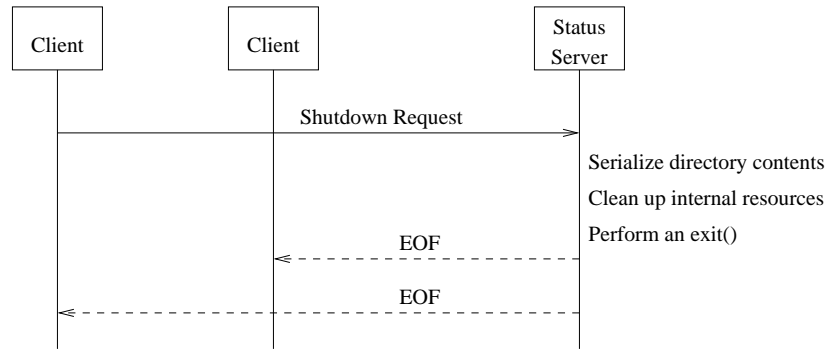 Client
Client
Status
Server
Shutdown Request
Serialize directory contents
Clean up internal resources
Perform an exit()
EOF
EOF